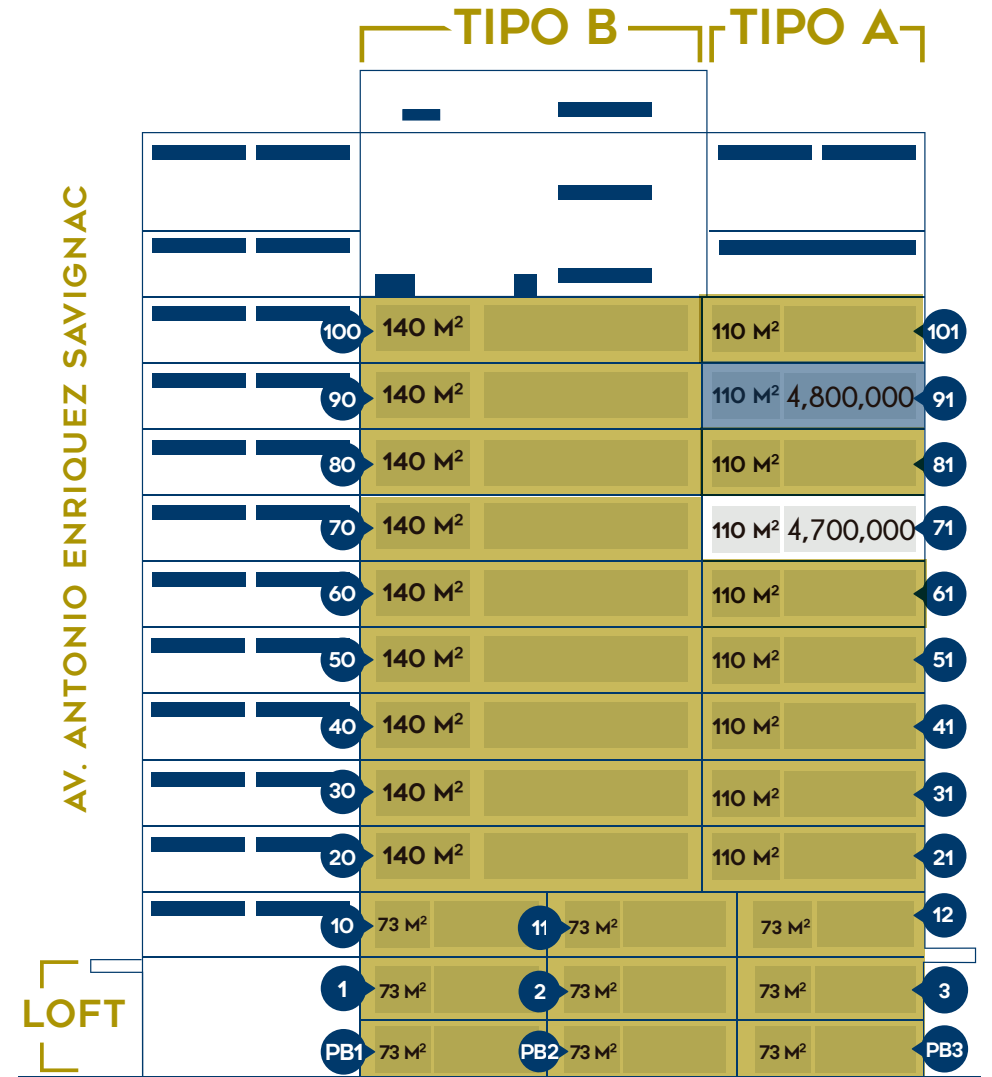 TIPO B TIPO A
AV. ANTONIO ENRIQUEZ SAVIGNAC
100 140 M² 110 M² 101
90 140 M² 110 M² 4,800,000 91
80 140 M² 110 M² 81
70 140 M² 110 M² 4,700,000 71
60 140 M² 110 M² 61
50 140 M² 110 M² 51
40 140 M² 110 M² 41
30 140 M² 110 M² 31
20 140 M² 110 M² 21
10 73 M² 11 73 M² 73 M² 12
1 73 M² 2 73 M² 73 M² 3
LOFT
PB1 73 M² PB2 73 M² 73 M² PB3